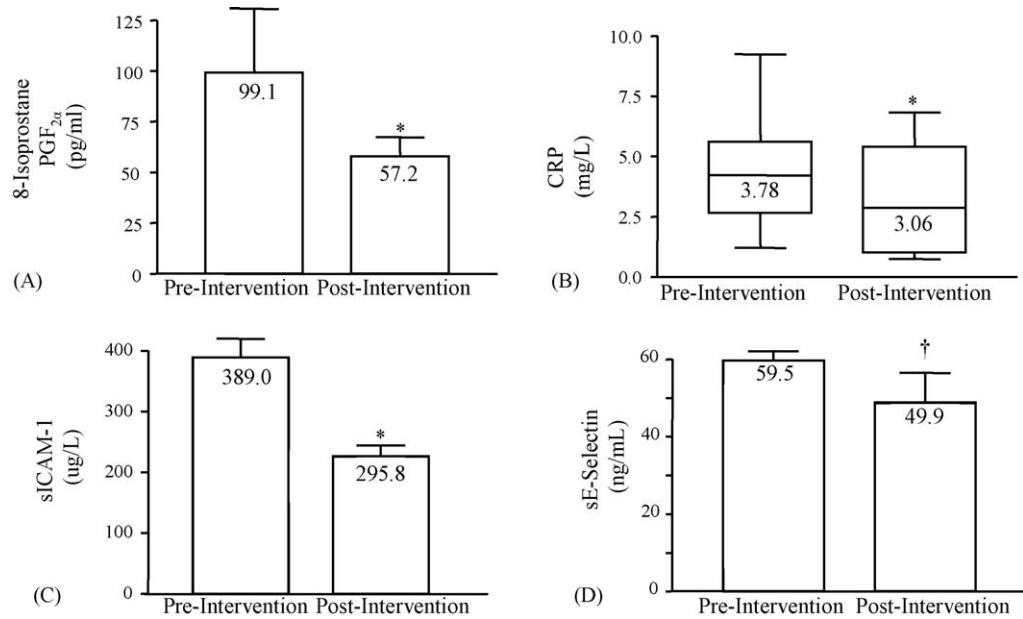 8-Isoprostane
PGF2α
(pg/ml)
125
100
75
50
25
0
99.1
*
57.2
Pre-Intervention Post-Intervention
(A)
CRP
(mg/L)
10.0
7.5
5.0
2.5
0.0
3.78
*
3.06
Pre-Intervention Post-Intervention
(B)
sICAM-1
(ug/L)
400
300
200
100
0
389.0
*
295.8
Pre-Intervention Post-Intervention
(C)
sE-Selectin
(ng/mL)
60
40
20
0
59.5
†
49.9
Pre-Intervention Post-Intervention
(D)